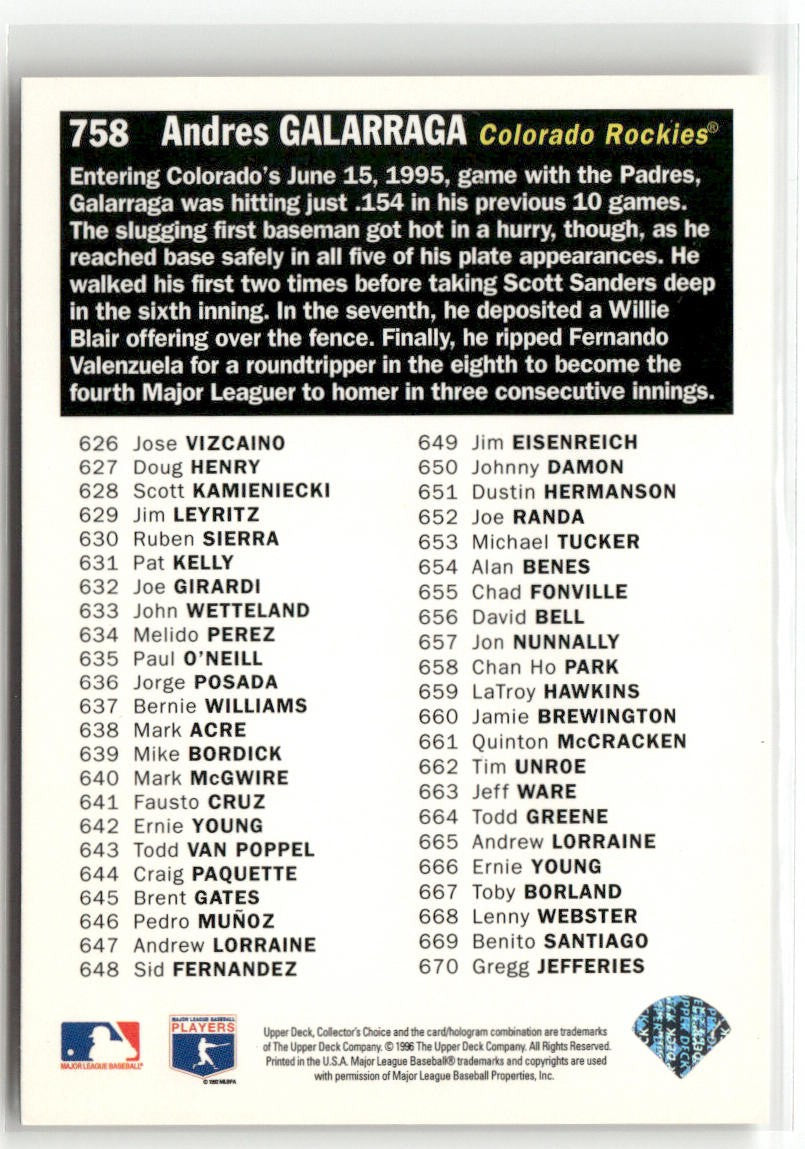 758 Andres GALARRAGA Colorado Rockies®
Entering Colorado's June 15, 1995, game with the Padres,
Galarraga was hitting just .154 in his previous 10 games.
The slugging first baseman got hot in a hurry, though, as he
reached base safely in all five of his plate appearances. He
walked his first two times before taking Scott Sanders deep
in the sixth inning. In the seventh, he deposited a Willie
Blair offering over the fence. Finally, he ripped Fernando
Valenzuela for a roundtripper in the eighth to become the
fourth Major Leaguer to homer in three consecutive innings.
626 Jose VIZCAINO
627 Doug HENRY
628 Scott KAMIENIECKI
629 Jim LEYRITZ
630 Ruben SIERRA
631 Pat KELLY
632 Joe GIRARDI
633 John WETTELAND
634 Melido PEREZ
635 Paul O'NEILL
636 Jorge POSADA
637 Bernie WILLIAMS
638 Mark ACRE
639 Mike BORDICK
640 Mark McGWIRE
641 Fausto CRUZ
642 Ernie YOUNG
643 Todd VAN POPPEL
644 Craig PAQUETTE
645 Brent GATES
646 Pedro MUÑOZ
647 Andrew LORRAINE
648 Sid FERNANDEZ
649 Jim EISENREICH
650 Johnny DAMON
651 Dustin HERMANSON
652 Joe RANDA
653 Michael TUCKER
654 Alan BENES
655 Chad FONVILLE
656 David BELL
657 Jon NUNNALLY
658 Chan Ho PARK
659 LaTroy HAWKINS
660 Jamie BREWINGTON
661 Quinton McCRACKEN
662 Tim UNROE
663 Jeff WARE
664 Todd GREENE
665 Andrew LORRAINE
666 Ernie YOUNG
667 Toby BORLAND
668 Lenny WEBSTER
669 Benito SANTIAGO
670 Gregg JEFFERIES
MAJOR LEAGUE BASEBALL®
MAJOR LEAGUE BASEBALL
PLAYERS
© 1992 MLBPA
Upper Deck, Collector's Choice and the card/hologram combination are trademarks
of The Upper Deck Company. © 1996 The Upper Deck Company. All Rights Reserved.
Printed in the U.S.A. Major League Baseball® trademarks and copyrights are used
with permission of Major League Baseball Properties, Inc.